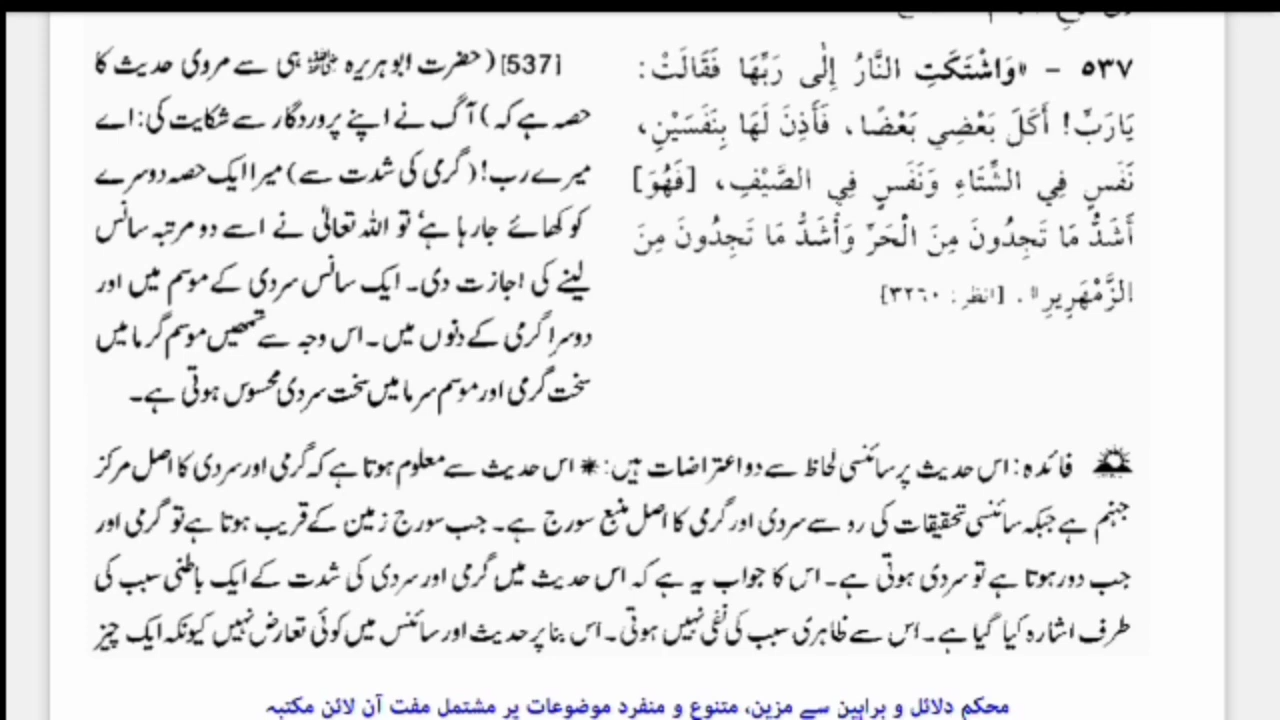 ٥٣٧ - «وَاشْتَكَتِ النَّارُ إِلٰى رَبِّهَا فَقَالَتْ:
يَارَبِّ! أَكَلَ بَعْضِي بَعْضًا، فَأَذِنَ لَهَا بِنَفَسَيْنِ،
نَفَسٍ فِي الشِّتَاءِ وَنَفَسٍ فِي الصَّيْفِ، [فَهُوَ]
أَشَدُّ مَا تَجِدُونَ مِنَ الْحَرِّ وَأَشَدُّ مَا تَجِدُونَ مِنَ
الزَّمْهَرِيرِ». [انظر: ٣٢٦٠]
[537] (حضرت ابوہریرہ ؓ ہی سے مروی حدیث کا
حصہ ہے کہ) آگ نے اپنے پروردگار سے شکایت کی: اے
میرے رب! (گرمی کی شدت سے) میرا ایک حصہ دوسرے
کو کھائے جا رہا ہے تو اللہ تعالیٰ نے اسے دو مرتبہ سانس
لینے کی اجازت دی۔ ایک سانس سردی کے موسم میں اور
دوسرا گرمی کے دنوں میں۔ اس وجہ سے تمھیں موسم گرما میں
سخت گرمی اور موسم سرما میں سخت سردی محسوس ہوتی ہے۔
فائدہ: اس حدیث پر سائنسی لحاظ سے دو اعتراضات ہیں: * اس حدیث سے معلوم ہوتا ہے کہ گرمی اور سردی کا اصل مرکز
جہنم ہے جبکہ سائنسی تحقیقات کی رو سے سردی اور گرمی کا اصل منبع سورج ہے۔ جب سورج زمین کے قریب ہوتا ہے تو گرمی اور
جب دور ہوتا ہے تو سردی ہوتی ہے۔ اس کا جواب یہ ہے کہ اس حدیث میں گرمی اور سردی کی شدت کے ایک باطنی سبب کی
طرف اشارہ کیا گیا ہے۔ اس سے ظاہری سبب کی نفی نہیں ہوتی۔ اس بنا پر حدیث اور سائنس میں کوئی تعارض نہیں کیونکہ ایک چیز
محکم دلائل و براہین سے مزین، متنوع و منفرد موضوعات پر مشتمل مفت آن لائن مکتبہ